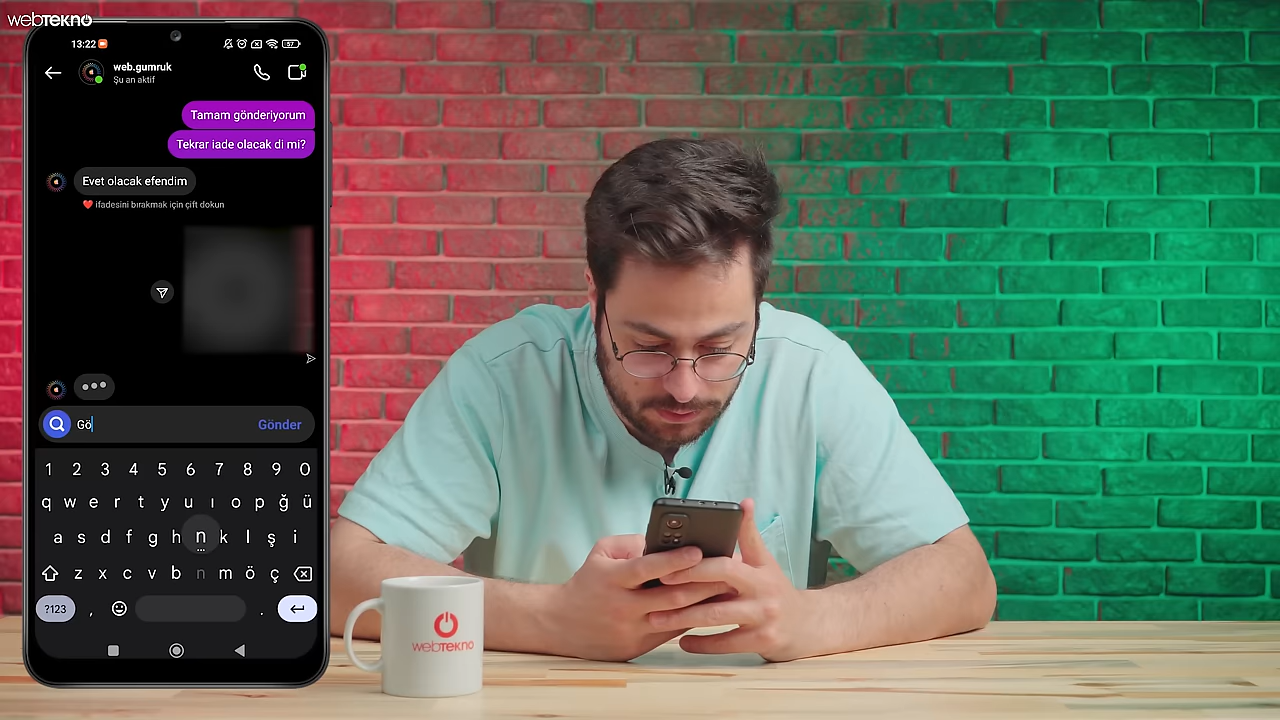 webTEKNO
13:22
57
web.gumruk
Şu an aktif
Tamam gönderiyorum
Tekrar iade olacak di mi?
Evet olacak efendim
❤️ ifadesini bırakmak için çift dokun
Gö
Gönder
1 2 3 4 5 6 7 8 9 0
q w e r t y u ı o p ğ ü
a s d f g h n k l ş i
z x c v b n m ö ç
?123 , .
webTEKNO